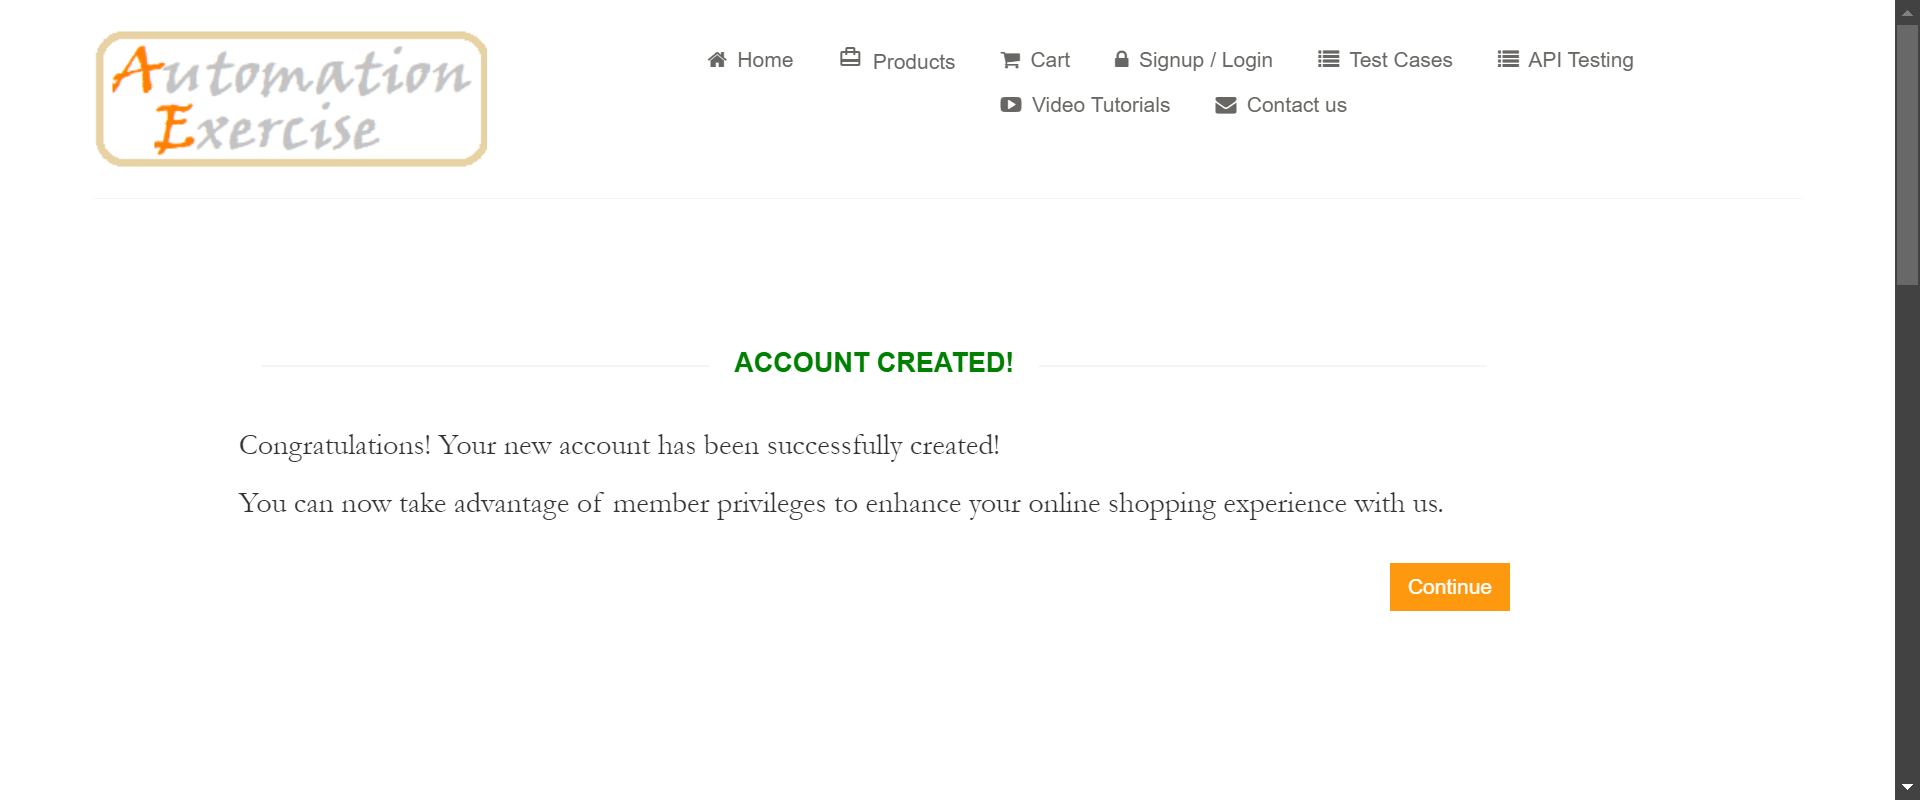 Automation
Exercise
Home
Products
Cart
Signup / Login
Test Cases
API Testing
Video Tutorials
Contact us
ACCOUNT CREATED!
Congratulations! Your new account has been successfully created!
You can now take advantage of member privileges to enhance your online shopping experience with us.
Continue